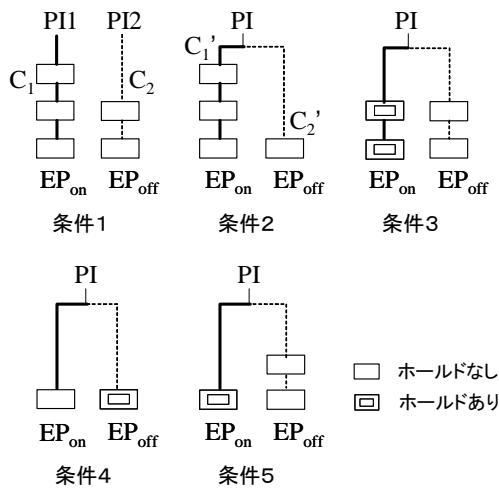 PI1 PI2
C1 C2
EPon EPoff
条件1
PI
C1’ C2’
EPon EPoff
条件2
PI
EPon EPoff
条件3
PI
EPon EPoff
条件4
PI
EPon EPoff
条件5
ホールドなし
ホールドあり